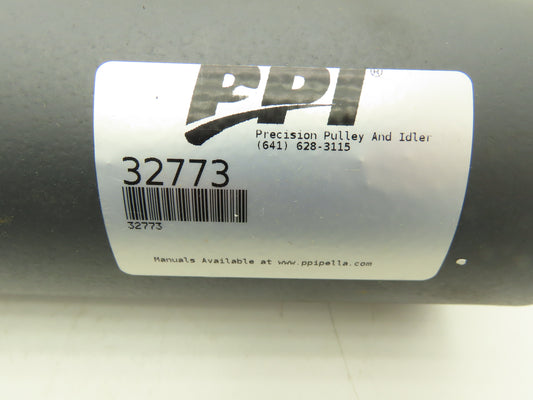 PPI®
Precision Pulley And Idler
(641) 628-3115
32773
32773
Manuals Available at www.ppipella.com